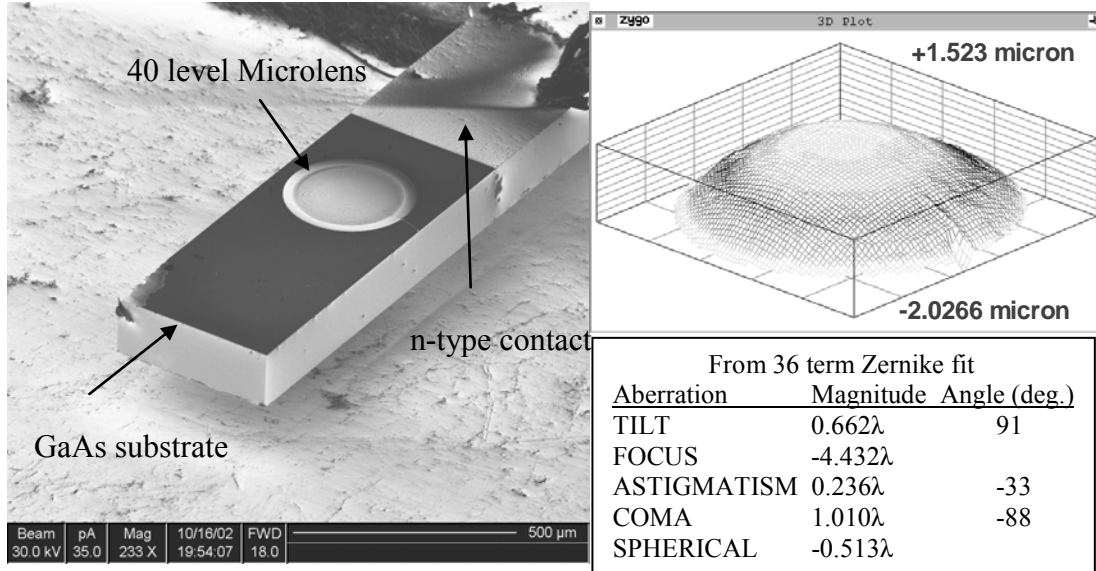 40 level Microlens
n-type contact
GaAs substrate
Beam pA Mag 10/16/02 FWD 500 µm
30.0 kV 35.0 233 X 19:54:07 18.0
zygo 3D Plot
+1.523 micron
-2.0266 micron
From 36 term Zernike fit
Aberration Magnitude Angle (deg.)
TILT 0.662λ 91
FOCUS -4.432λ
ASTIGMATISM 0.236λ -33
COMA 1.010λ -88
SPHERICAL -0.513λ